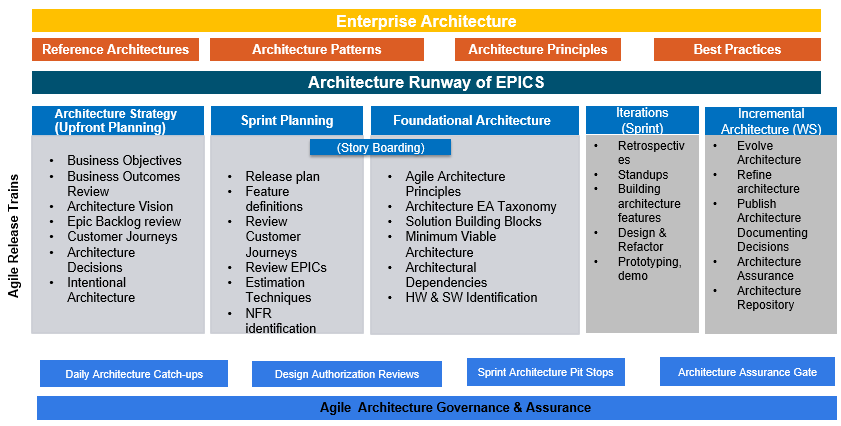 Enterprise Architecture
Reference Architectures
Architecture Patterns
Architecture Principles
Best Practices
Architecture Runway of EPICS
Agile Release Trains
Architecture Strategy
(Upfront Planning)
• Business Objectives
• Business Outcomes
Review
• Architecture Vision
• Epic Backlog review
• Customer Journeys
• Architecture
Decisions
• Intentional
Architecture
Sprint Planning
(Story Boarding)
• Release plan
• Feature
definitions
• Review
Customer
Journeys
• Review EPICs
• Estimation
Techniques
• NFR
identification
Foundational Architecture
• Agile Architecture
Principles
• Architecture EA Taxonomy
• Solution Building Blocks
• Minimum Viable
Architecture
• Architectural
Dependencies
• HW & SW Identification
Iterations
(Sprint)
• Retrospectiv
es
• Standups
• Building
architecture
features
• Design &
Refactor
• Prototyping,
demo
Incremental
Architecture (WS)
• Evolve
Architecture
• Refine
architecture
• Publish
Architecture
Documenting
Decisions
• Architecture
Assurance
• Architecture
Repository
Daily Architecture Catch-ups
Design Authorization Reviews
Sprint Architecture Pit Stops
Architecture Assurance Gate
Agile Architecture Governance & Assurance